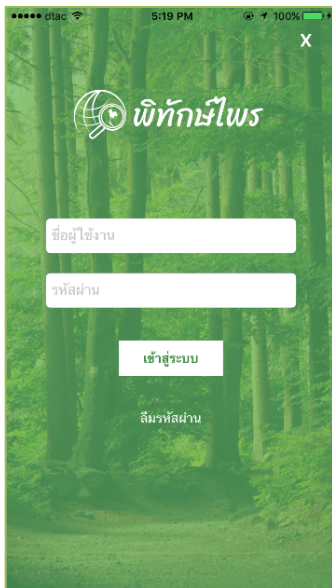 dtac 5:19 PM 100%
X
พิทักษ์ไพร
ชื่อผู้ใช้งาน
รหัสผ่าน
เข้าสู่ระบบ
ลืมรหัสผ่าน